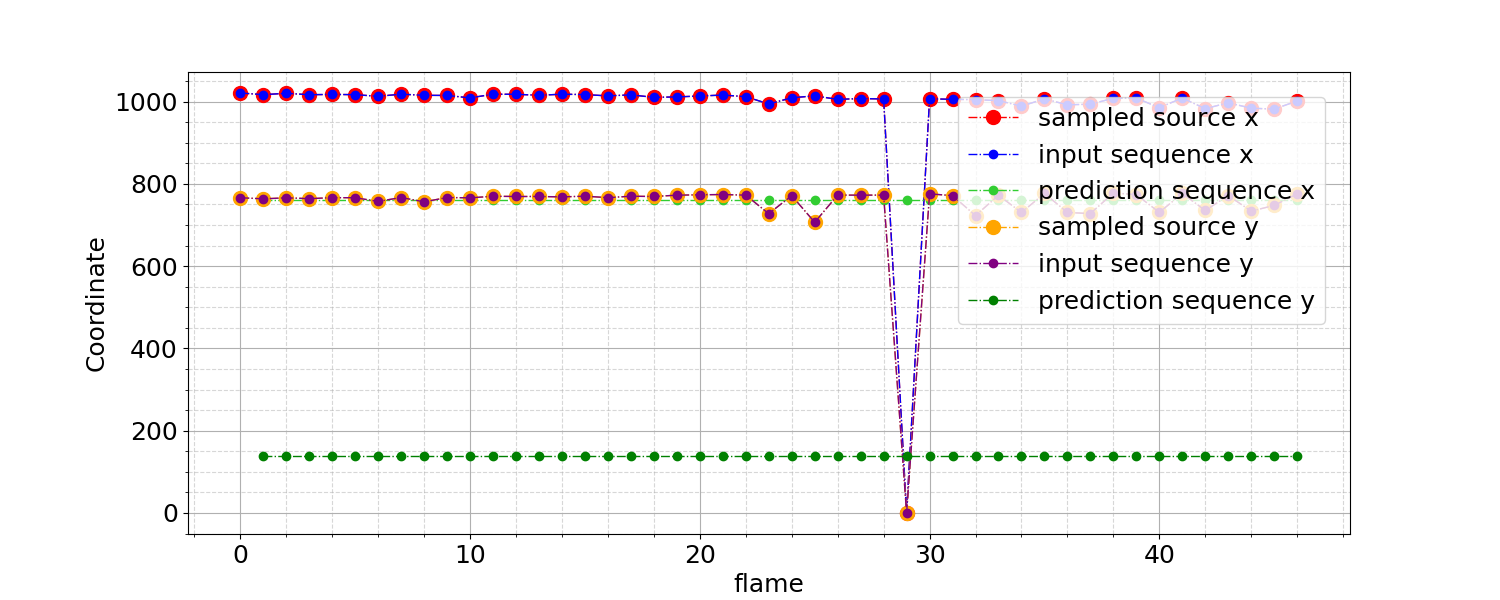 1000
800
600
400
200
0
Coordinate
sampled source x
input sequence x
prediction sequence x
sampled source y
input sequence y
prediction sequence y
0 10 20 30 40
flame